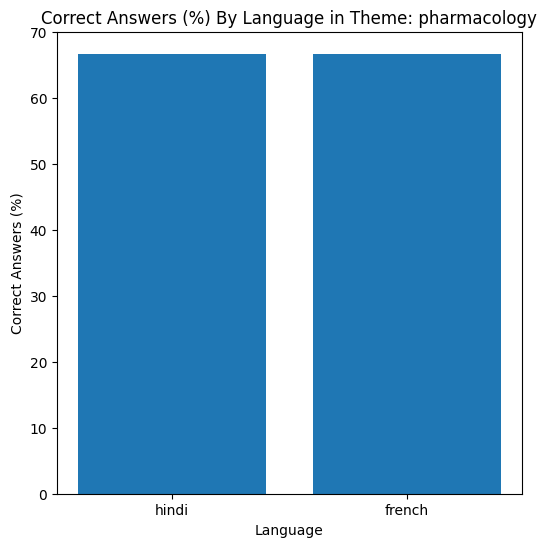 Correct Answers (%) By Language in Theme: pharmacology
70
60
50
40
30
20
10
0
Correct Answers (%)
hindi
french
Language